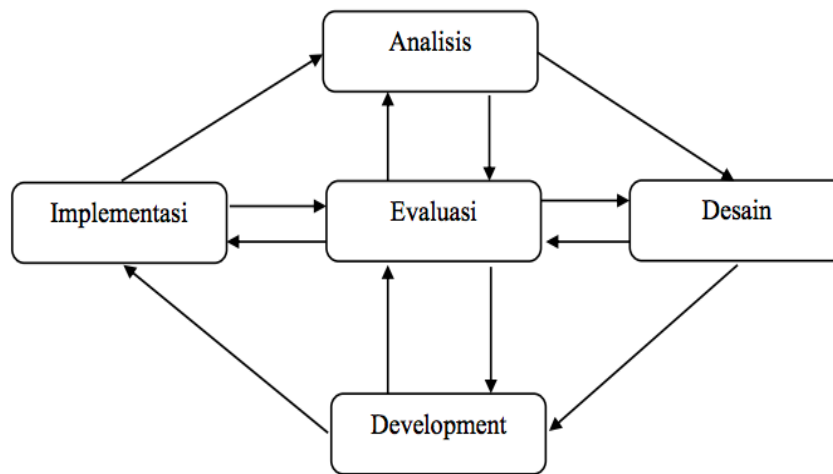 Analisis
Implementasi
Evaluasi
Desain
Development